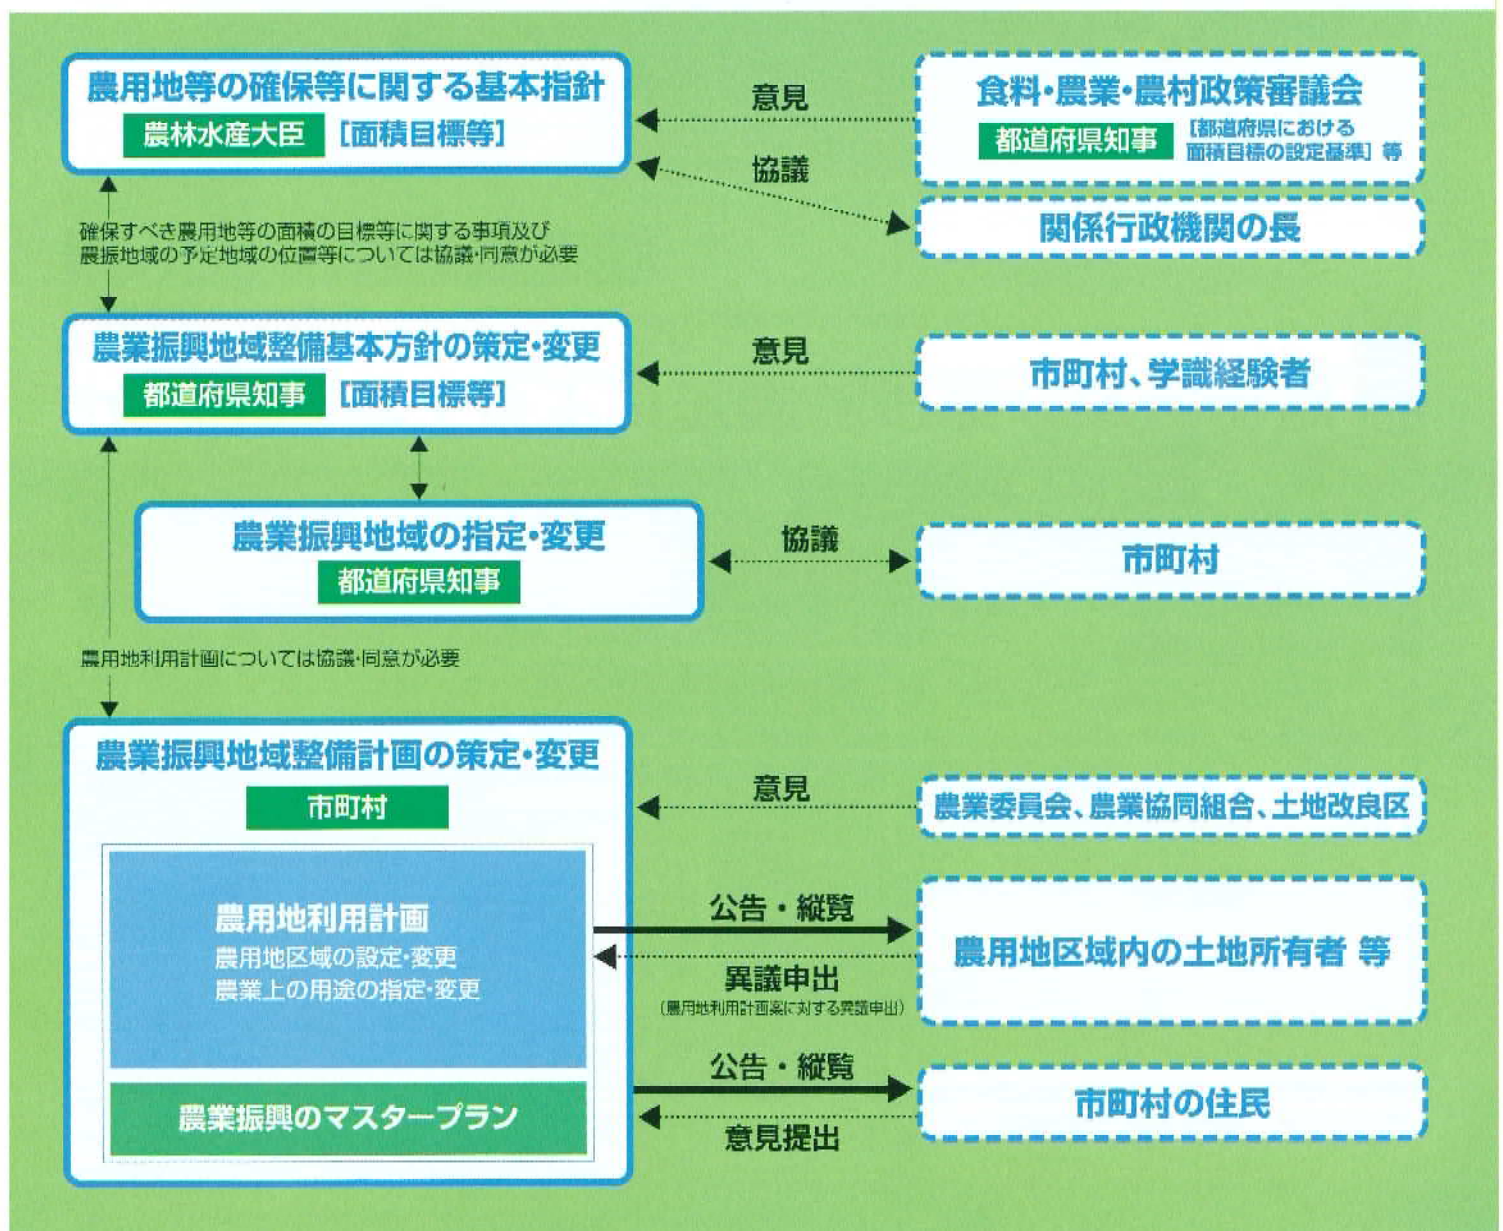 農用地等の確保等に関する基本指針
農林水産大臣 [面積目標等]
意見
食料・農業・農村政策審議会
都道府県知事 [都道府県における
面積目標の設定基準] 等
協議
関係行政機関の長
確保すべき農用地等の面積の目標等に関する事項及び
農振地域の予定地域の位置等については協議・同意が必要
農業振興地域整備基本方針の策定・変更
都道府県知事 [面積目標等]
意見
市町村、学識経験者
農業振興地域の指定・変更
都道府県知事
協議
市町村
農用地利用計画については協議・同意が必要
農業振興地域整備計画の策定・変更
市町村
意見
農業委員会、農業協同組合、土地改良区
農用地利用計画
農用地区域の設定・変更
農業上の用途の指定・変更
公告・縦覧
異議申出
(農用地利用計画案に対する異議申出)
農用地区域内の土地所有者 等
農業振興のマスタープラン
公告・縦覧
意見提出
市町村の住民